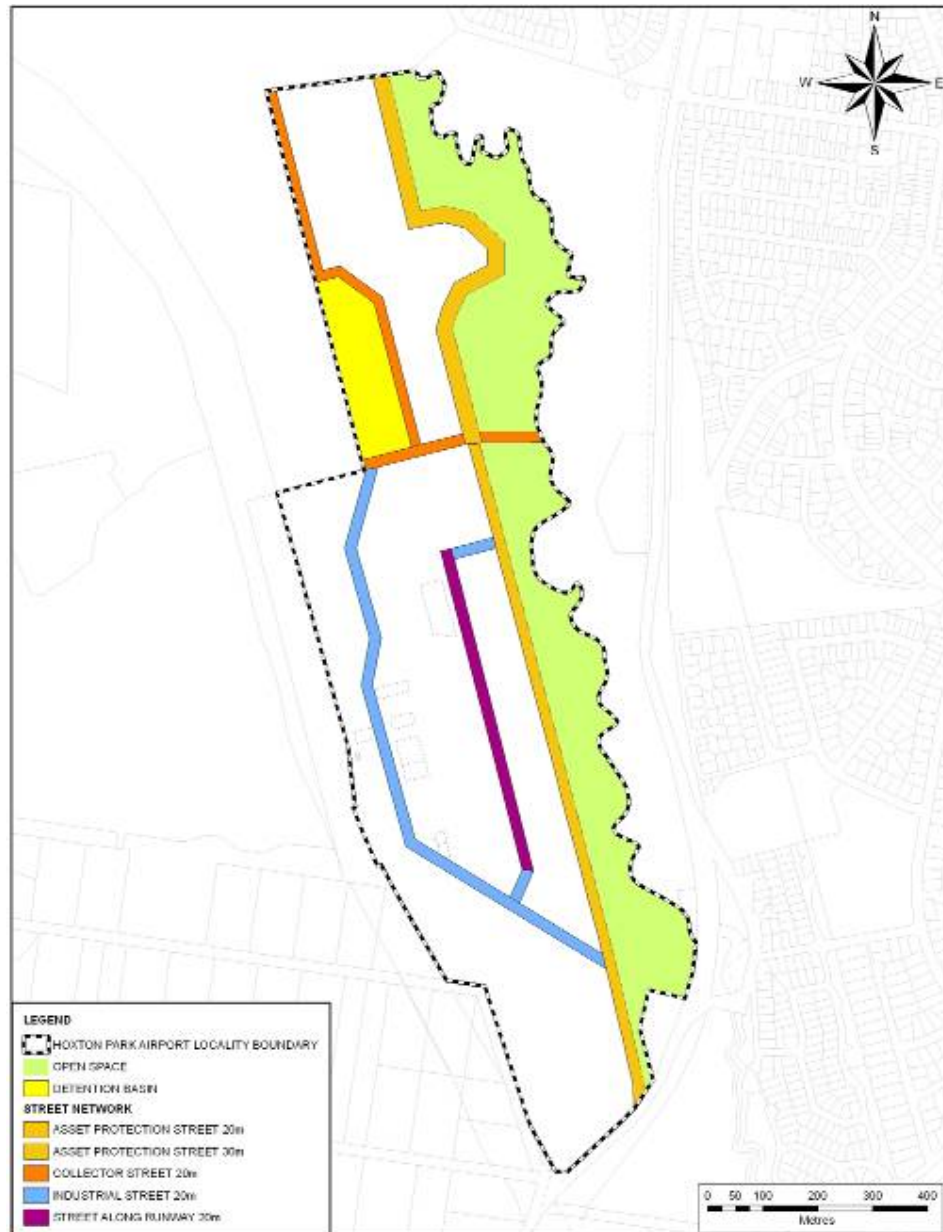 N
W E
S
LEGEND
HOXTON PARK AIRPORT LOCALITY BOUNDARY
OPEN SPACE
DETENTION BASIN
STREET NETWORK
ASSET PROTECTION STREET 20m
ASSET PROTECTION STREET 30m
COLLECTOR STREET 20m
INDUSTRIAL STREET 20m
STREET ALONG RUNWAY 20m
0 50 100 200 300 400
Metres